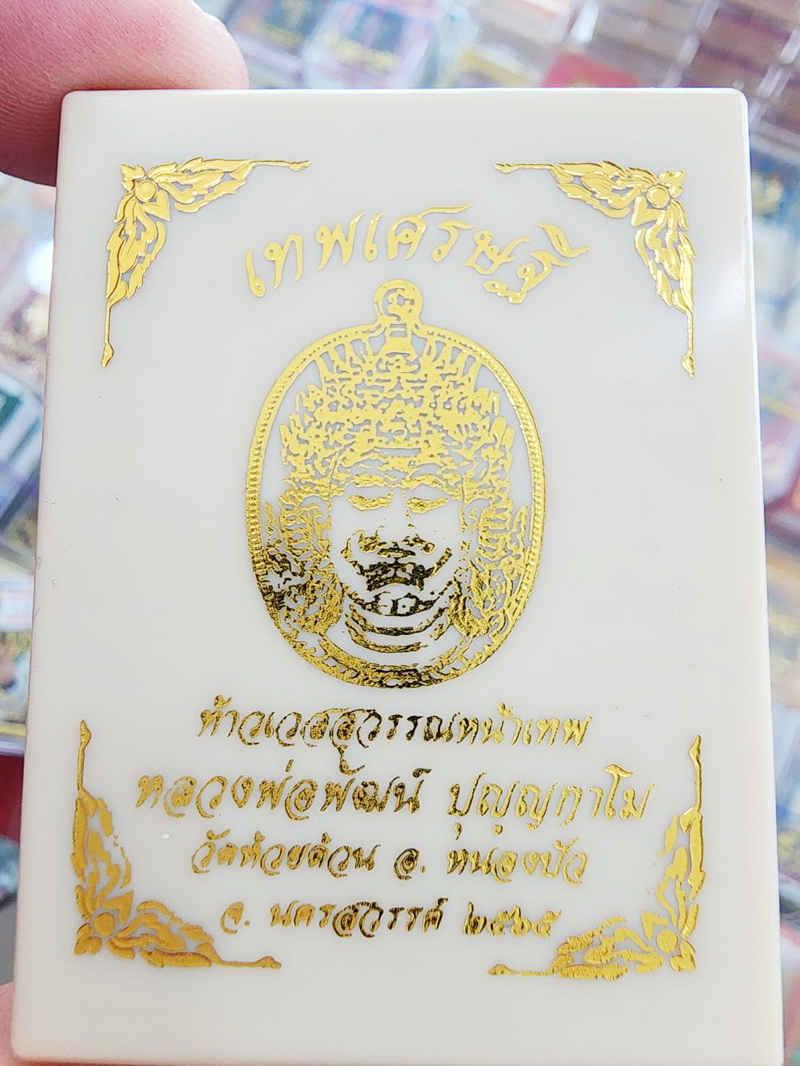 เทพเศรษฐี
ท้าวเวสสุวรรณหน้าเทพ
หลวงพ่อพัฒน์ ปุญฺญกาโม
วัดห้วยด้วน อ. หนองบัว
จ. นครสวรรค์ ๒๕๖๕